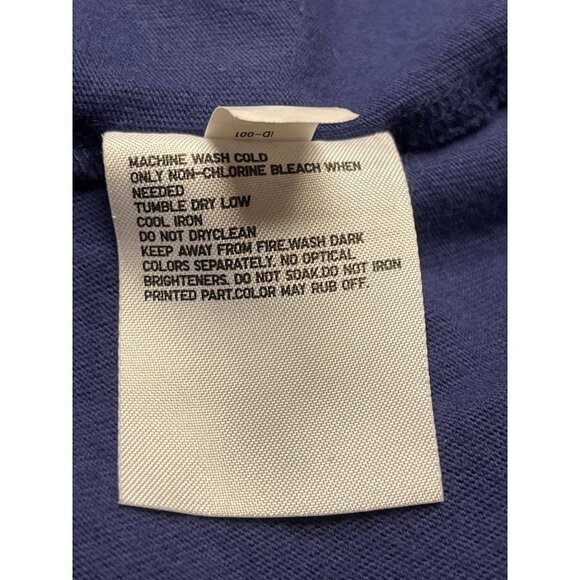 ID-001
MACHINE WASH COLD
ONLY NON-CHLORINE BLEACH WHEN
NEEDED
TUMBLE DRY LOW
COOL IRON
DO NOT DRYCLEAN
KEEP AWAY FROM FIRE.WASH DARK
COLORS SEPARATELY. NO OPTICAL
BRIGHTENERS. DO NOT SOAK.DO NOT IRON
PRINTED PART.COLOR MAY RUB OFF.